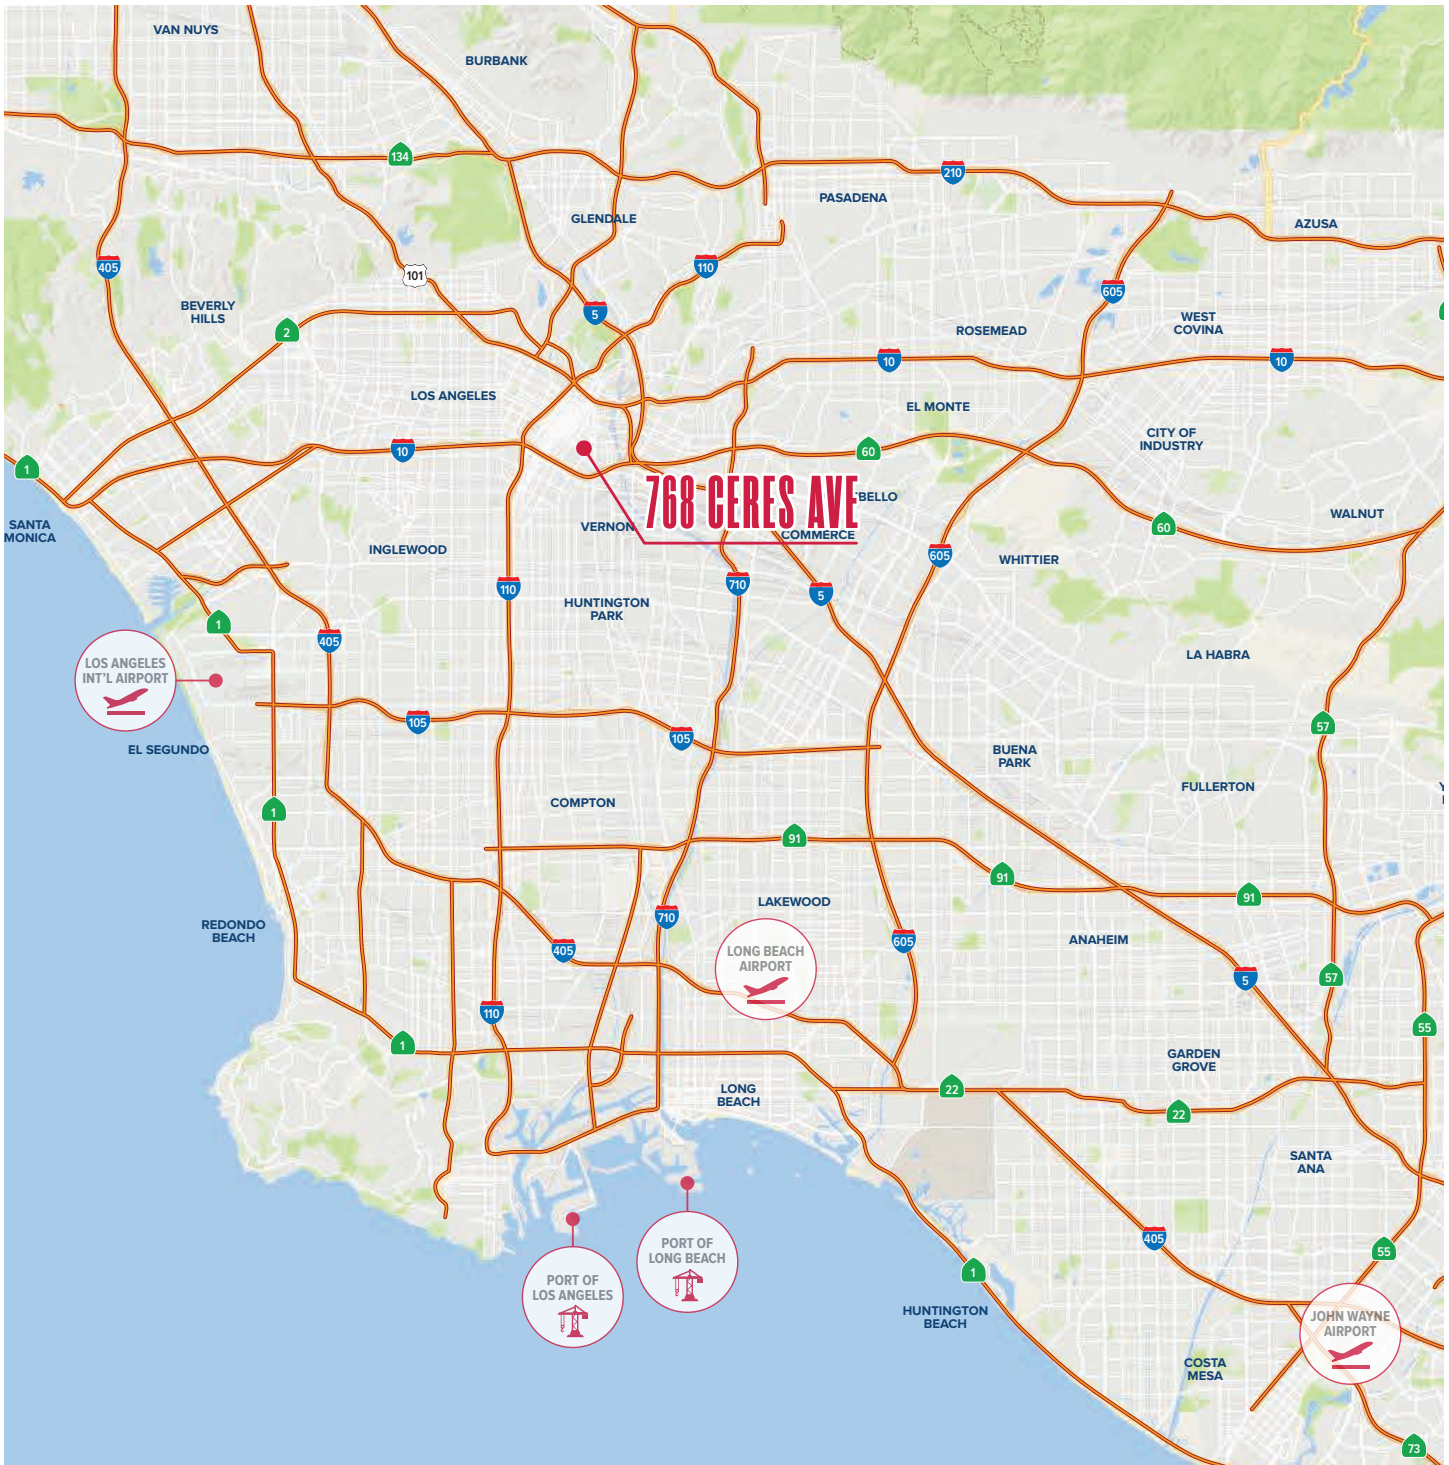 VAN NUYS
BURBANK
134
210
PASADENA
GLENDALE
AZUSA
405
101
110
605
BEVERLY
HILLS
2
5
ROSEMEAD
WEST
COVINA
10
10
LOS ANGELES
EL MONTE
CITY OF
INDUSTRY
10
60
1
768 CERES AVE
BELLO
SANTA
MONICA
VERNON
COMMERCE
60
WALNUT
INGLEWOOD
605
WHITTIER
110
710
5
HUNTINGTON
PARK
1
405
LOS ANGELES
INT'L AIRPORT
LA HABRA
105
105
57
EL SEGUNDO
BUENA
PARK
FULLERTON
COMPTON
1
91
91
91
LAKEWOOD
710
REDONDO
BEACH
405
LONG BEACH
AIRPORT
605
ANAHEIM
5
57
110
1
55
GARDEN
GROVE
LONG
BEACH
22
22
SANTA
ANA
405
55
PORT OF
LONG BEACH
1
PORT OF
LOS ANGELES
HUNTINGTON
BEACH
JOHN WAYNE
AIRPORT
COSTA
MESA
73